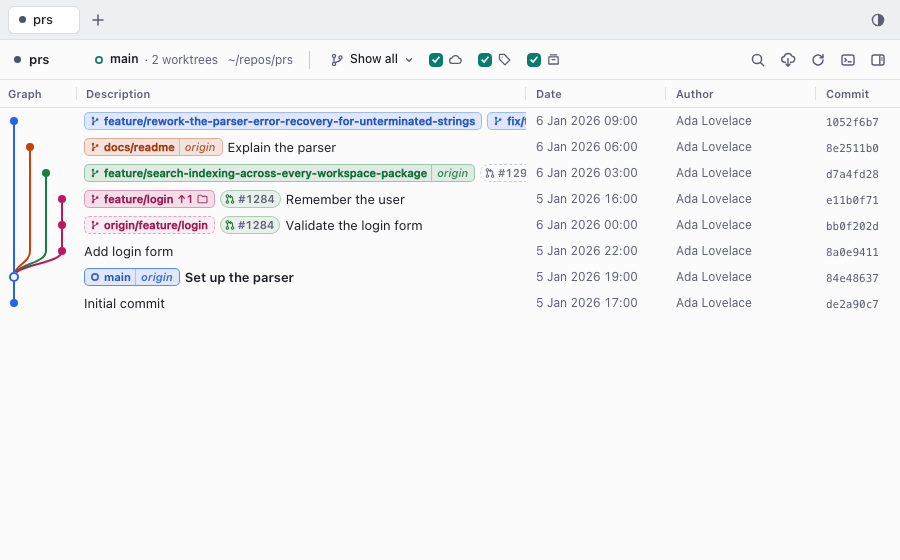 prs
prs main · 2 worktrees ~/repos/prs Show all
Graph Description Date Author Commit
feature/rework-the-parser-error-recovery-for-unterminated-strings fix/ 6 Jan 2026 09:00 Ada Lovelace 1052f6b7
docs/readme origin Explain the parser 6 Jan 2026 06:00 Ada Lovelace 8e2511b0
feature/search-indexing-across-every-workspace-package origin #129 6 Jan 2026 03:00 Ada Lovelace d7a4fd28
feature/login ↑1 #1284 Remember the user 5 Jan 2026 16:00 Ada Lovelace e11b0f71
origin/feature/login #1284 Validate the login form 6 Jan 2026 00:00 Ada Lovelace bb0f202d
Add login form 5 Jan 2026 22:00 Ada Lovelace 8a0e9411
main origin Set up the parser 5 Jan 2026 19:00 Ada Lovelace 84e48637
Initial commit 5 Jan 2026 17:00 Ada Lovelace de2a90c7